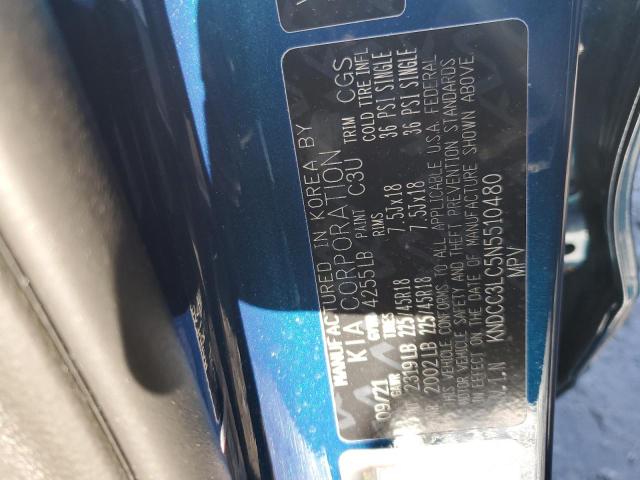 MANUFACTURED IN KOREA BY
KIA CORPORATION
09/21 GVWR 4255LB PAINT C3U TRIM CGS
GAWR TIRES RIMS COLD TIRE INFL
2319LB 225/45R18 7.5Jx18 36 PSI SINGLE
2002LB 225/45R18 7.5Jx18 36 PSI SINGLE
VEHICLE CONFORMS TO ALL APPLICABLE U.S.A. FEDERAL
MOTOR VEHICLE SAFETY AND THEFT PREVENTION STANDARDS
IN EFFECT ON THE DATE OF MANUFACTURE SHOWN ABOVE.
V.I.N KNDCC3LC5N5510480
MPV